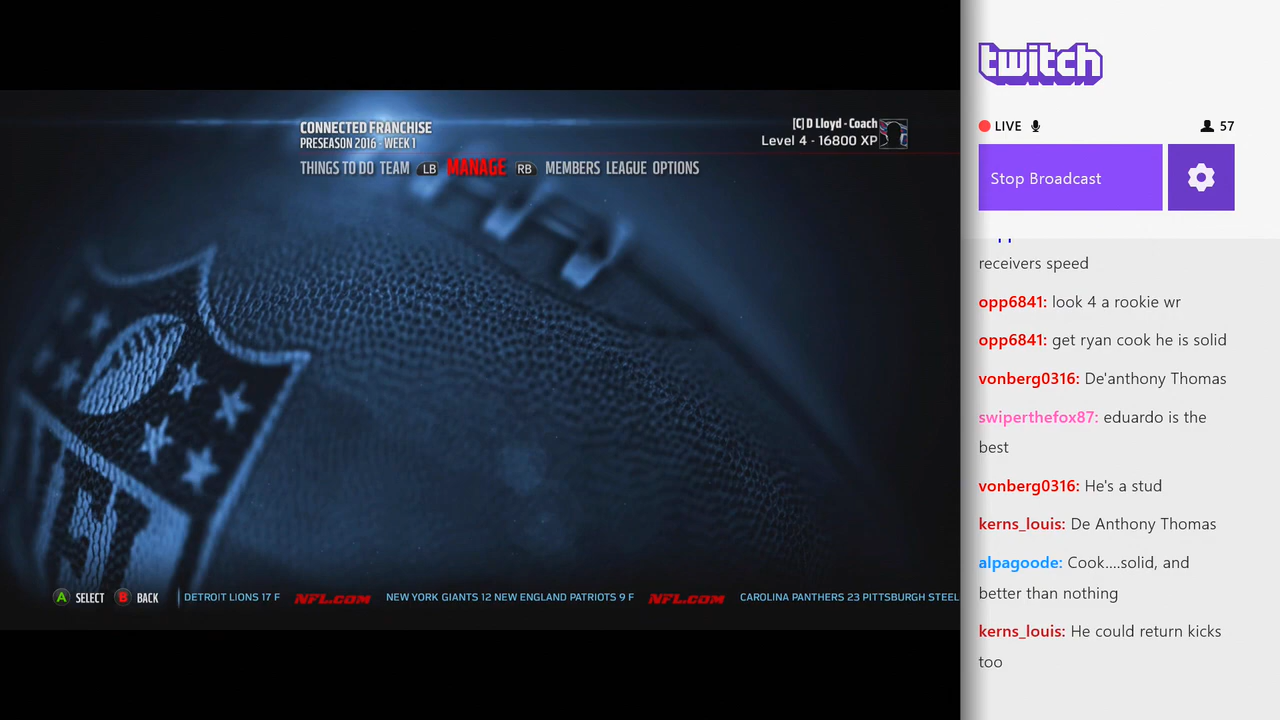 CONNECTED FRANCHISE
PRESEASON 2016 - WEEK 1
[C] D Lloyd - Coach
Level 4 - 16800 XP
THINGS TO DO TEAM LB MANAGE RB MEMBERS LEAGUE OPTIONS
A SELECT B BACK DETROIT LIONS 17 F NFL.COM NEW YORK GIANTS 12 NEW ENGLAND PATRIOTS 9 F NFL.COM CAROLINA PANTHERS 23 PITTSBURGH STEEL
twitch
LIVE 57
Stop Broadcast
receivers speed
opp6841: look 4 a rookie wr
opp6841: get ryan cook he is solid
vonberg0316: De'anthony Thomas
swiperthefox87: eduardo is the
best
vonberg0316: He's a stud
kerns_louis: De Anthony Thomas
alpagoode: Cook....solid, and
better than nothing
kerns_louis: He could return kicks
too